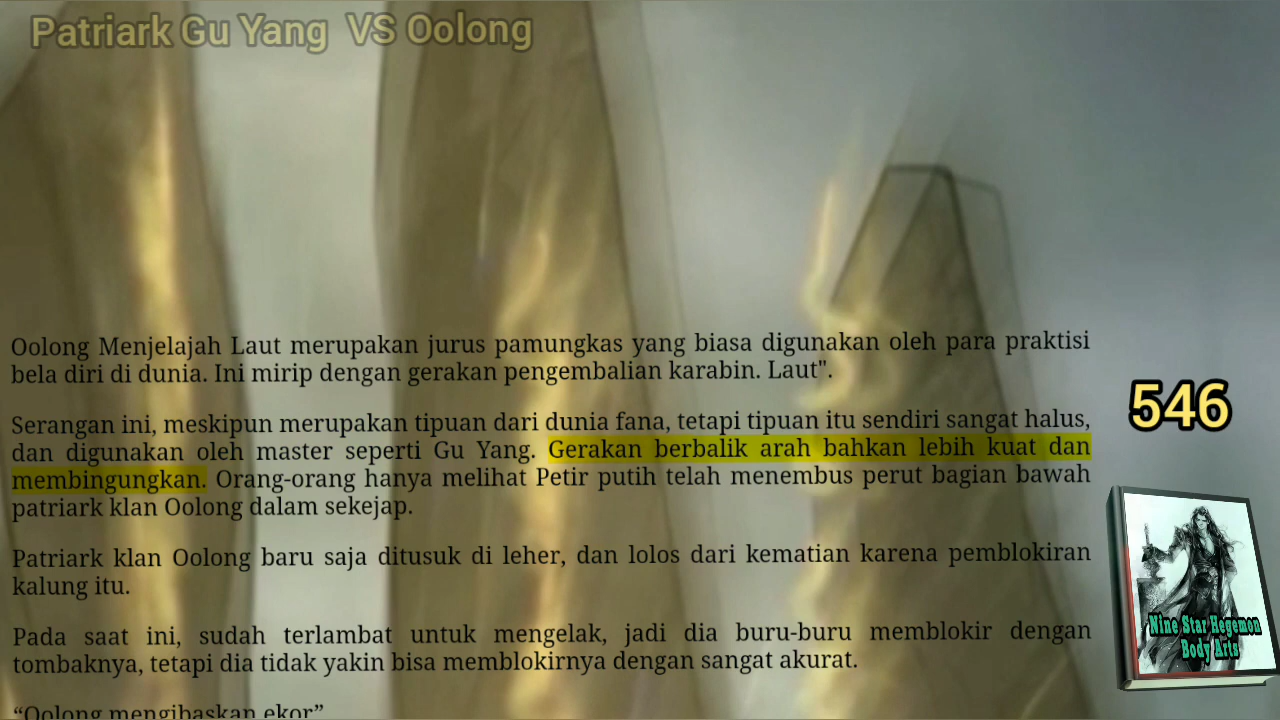 Patriark Gu Yang VS Oolong
Oolong Menjelajah Laut merupakan jurus pamungkas yang biasa digunakan oleh para praktisi
bela diri di dunia. Ini mirip dengan gerakan pengembalian karabin. Laut".
Serangan ini, meskipun merupakan tipuan dari dunia fana, tetapi tipuan itu sendiri sangat halus,
dan digunakan oleh master seperti Gu Yang. Gerakan berbalik arah bahkan lebih kuat dan
membingungkan. Orang-orang hanya melihat Petir putih telah menembus perut bagian bawah
patriark klan Oolong dalam sekejap.
Patriark klan Oolong baru saja ditusuk di leher, dan lolos dari kematian karena pemblokiran
kalung itu.
Pada saat ini, sudah terlambat untuk mengelak, jadi dia buru-buru memblokir dengan
tombaknya, tetapi dia tidak yakin bisa memblokirnya dengan sangat akurat.
“Oolong mengibaskan ekor”
546
Nine Star Hegemon
Body Arts